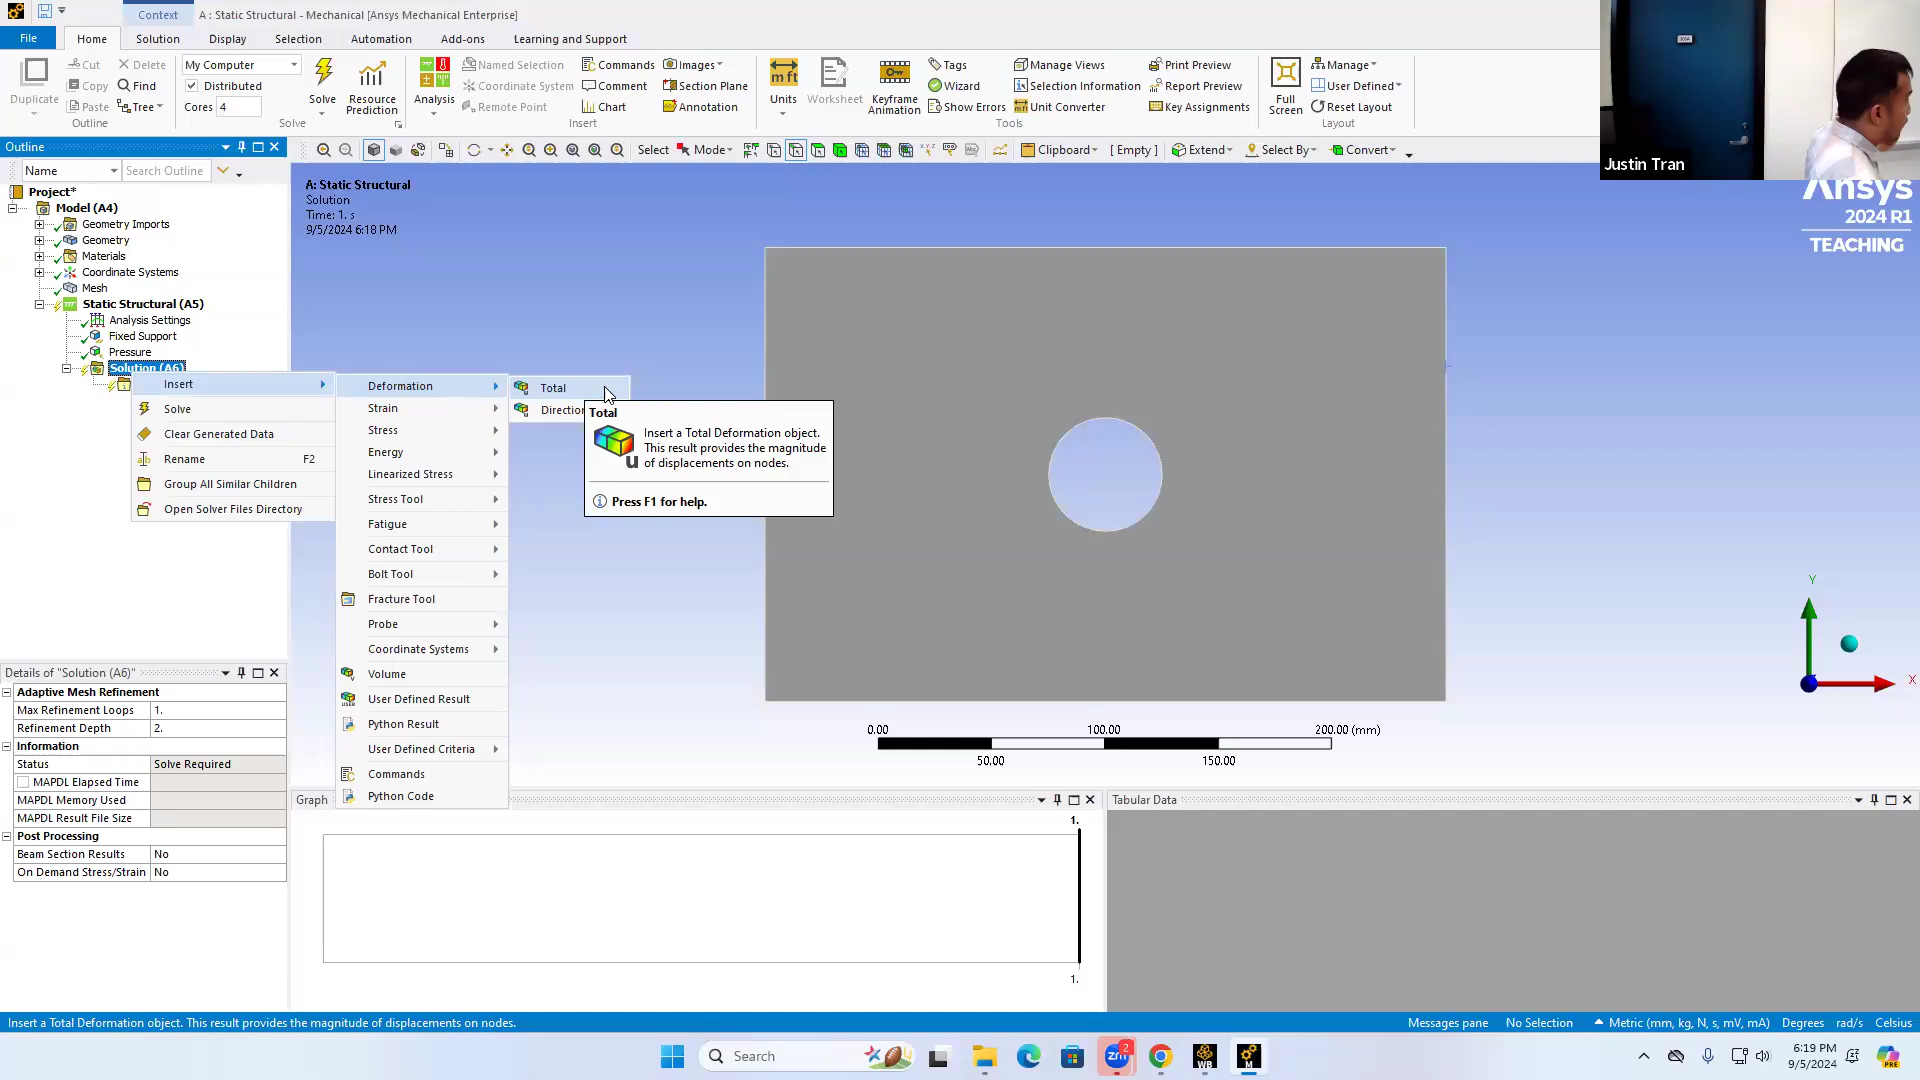 Context
A : Static Structural - Mechanical [Ansys Mechanical Enterprise]
File
Home
Solution
Display
Selection
Automation
Add-ons
Learning and Support
Duplicate
Cut
Delete
Copy
Find
Paste
Tree
Outline
My Computer
Distributed
Cores 4
Solve
Resource
Prediction
Solve
Analysis
Named Selection
Coordinate System
Remote Point
Commands
Comment
Chart
Images
Section Plane
Annotation
Insert
Units
Worksheet
Keyframe
Animation
Tags
Wizard
Show Errors
Manage Views
Selection Information
Unit Converter
Print Preview
Report Preview
Key Assignments
Tools
Full
Screen
Manage
User Defined
Reset Layout
Layout
Justin Tran
Outline
Name
Search Outline
Select
Mode
Clipboard
[ Empty ]
Extend
Select By
Convert
Project*
Model (A4)
Geometry Imports
Geometry
Materials
Coordinate Systems
Mesh
Static Structural (A5)
Analysis Settings
Fixed Support
Pressure
Solution (A6)
Insert
Solve
Clear Generated Data
Rename F2
Group All Similar Children
Open Solver Files Directory
Deformation
Strain
Stress
Energy
Linearized Stress
Stress Tool
Fatigue
Contact Tool
Bolt Tool
Fracture Tool
Probe
Coordinate Systems
Volume
User Defined Result
Python Result
User Defined Criteria
Commands
Python Code
Total
Total
Insert a Total Deformation object.
This result provides the magnitude
of displacements on nodes.
Press F1 for help.
A: Static Structural
Solution
Time: 1. s
9/5/2024 6:18 PM
Ansys
2024 R1
TEACHING
Y
X
0.00
100.00
200.00 (mm)
50.00
150.00
Details of "Solution (A6)"
Adaptive Mesh Refinement
Max Refinement Loops 1.
Refinement Depth 2.
Information
Status Solve Required
MAPDL Elapsed Time
MAPDL Memory Used
MAPDL Result File Size
Post Processing
Beam Section Results No
On Demand Stress/Strain No
Graph
1.
1.
Tabular Data
Insert a Total Deformation object. This result provides the magnitude of displacements on nodes.
Messages pane
No Selection
Metric (mm, kg, N, s, mV, mA)
Degrees
rad/s
Celsius
Search
6:19 PM
9/5/2024